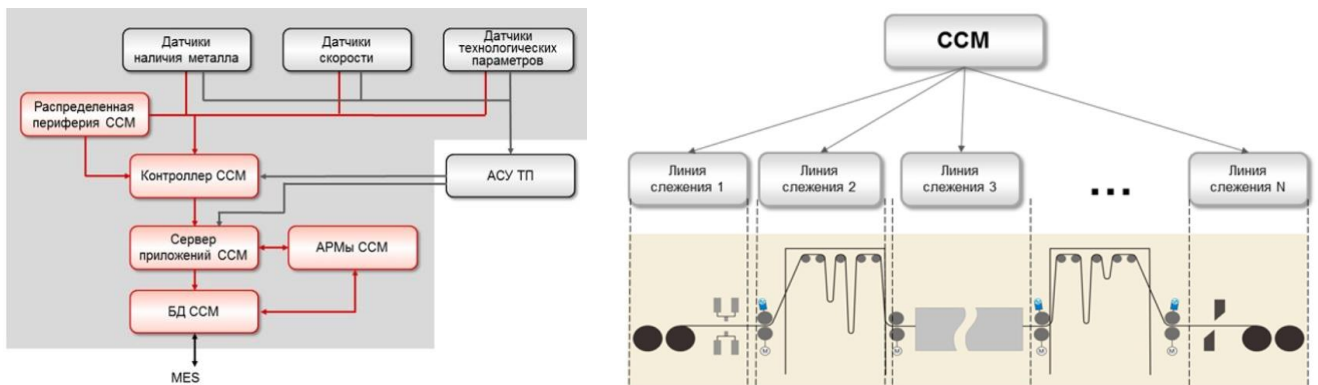 Датчики
наличия металла
Датчики
скорости
Датчики
технологических
параметров
Распределенная
периферия ССМ
Контроллер ССМ
АСУ ТП
Сервер
приложений ССМ
АРМы ССМ
БД ССМ
MES
ССМ
Линия
слежения 1
Линия
слежения 2
Линия
слежения 3
...
Линия
слежения N
M
M
M
M